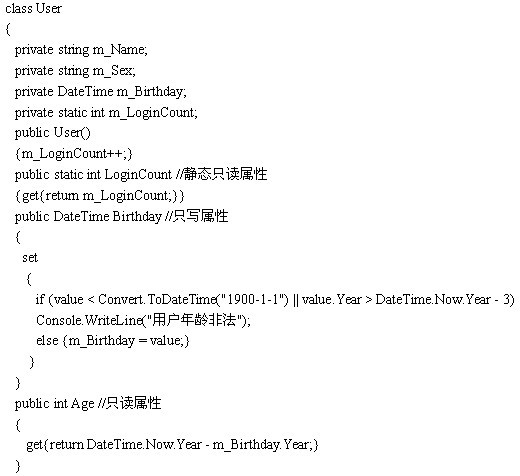 class User
{
private string m_Name;
private string m_Sex;
private DateTime m_Birthday;
private static int m_LoginCount;
public User()
{m_LoginCount++;}
public static int LoginCount //静态只读属性
{get{return m_LoginCount;}}
public DateTime Birthday //只写属性
{
set
{
if (value < Convert.ToDateTime("1900-1-1") || value.Year > DateTime.Now.Year - 3)
Console.WriteLine("用户年龄非法");
else {m_Birthday = value;}
}
}
public int Age //只读属性
{
get{return DateTime.Now.Year - m_Birthday.Year;}
}